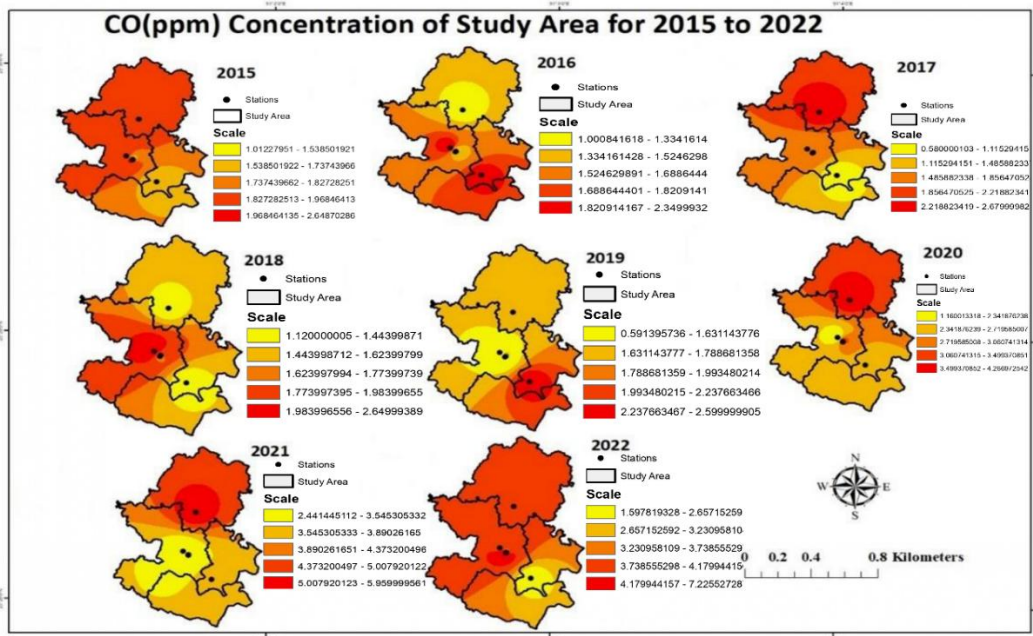 CO(ppm) Concentration of Study Area for 2015 to 2022
2015
Stations
Study Area
Scale
1.01227951 - 1.538501921
1.538501922 - 1.73743966
1.737439662 - 1.82728251
1.827282513 - 1.96846413
1.968464135 - 2.64870286
2016
Stations
Study Area
Scale
1.000841618 - 1.3341614
1.334161428 - 1.5246298
1.524629891 - 1.6886444
1.688644401 - 1.8209141
1.820914167 - 2.3499932
2017
Stations
Study Area
Scale
0.580000103 - 1.11529415
1.115294151 - 1.48588233
1.485882338 - 1.85647052
1.856470525 - 2.21882341
2.218823419 - 2.67999982
2018
Stations
Study Area
Scale
1.120000005 - 1.44399871
1.443998712 - 1.62399799
1.623997994 - 1.77399739
1.773997395 - 1.98399655
1.983996556 - 2.64999389
2019
Stations
Study Area
Scale
0.591395736 - 1.631143776
1.631143777 - 1.788681358
1.788681359 - 1.993480214
1.993480215 - 2.237663466
2.237663467 - 2.599999905
2020
Stations
Study Area
Scale
2021
Stations
Study Area
Scale
2.441445112 - 3.545305332
3.545305333 - 3.89026165
3.890261651 - 4.373200496
4.373200497 - 5.007920122
5.007920123 - 5.959999561
2022
Stations
Study Area
Scale
1.597819328 - 2.65715259
2.657152592 - 3.23095810
3.230958109 - 3.73855529
3.738555298 - 4.17994415
4.179944157 - 7.22552728
N
W E
S
0 0.2 0.4 0.8 Kilometers